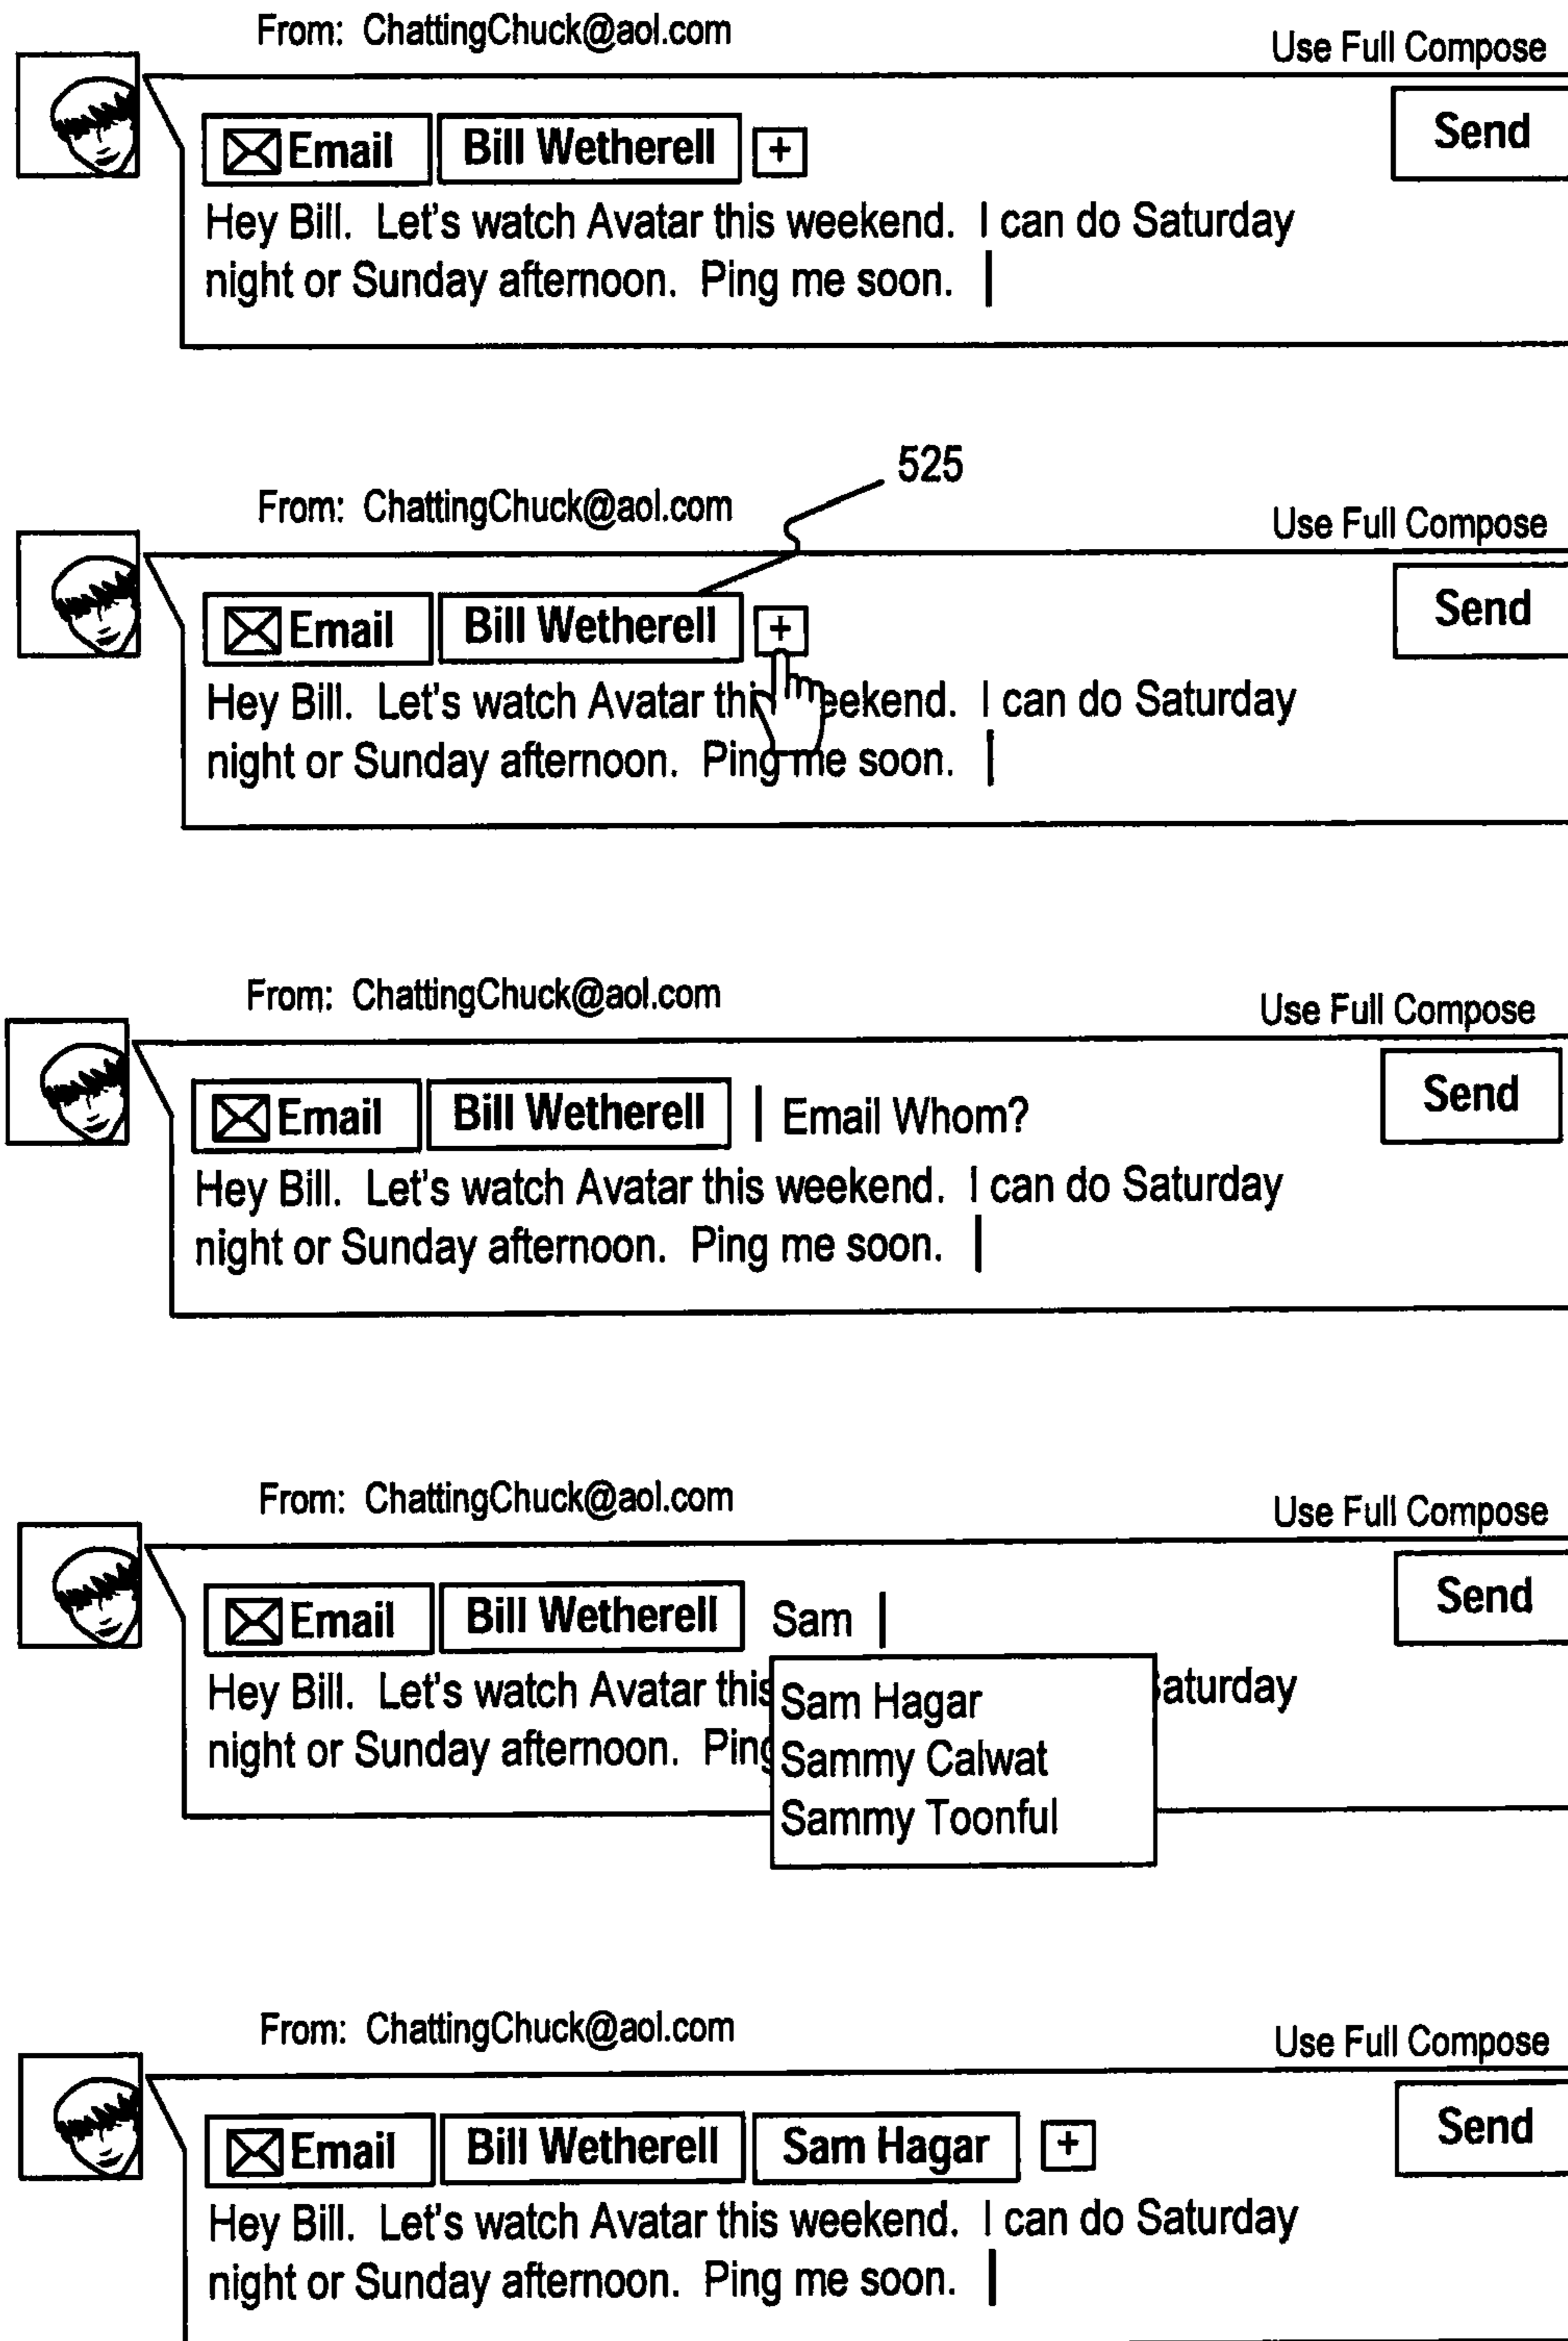 From: ChattingChuck@aol.com
Use Full Compose
Email Bill Wetherell + Send
Hey Bill. Let's watch Avatar this weekend. I can do Saturday
night or Sunday afternoon. Ping me soon.
525
From: ChattingChuck@aol.com
Use Full Compose
Email Bill Wetherell + Send
Hey Bill. Let's watch Avatar thi eekend. I can do Saturday
night or Sunday afternoon. Ping me soon.
From: ChattingChuck@aol.com
Use Full Compose
Email Bill Wetherell Email Whom? Send
Hey Bill. Let's watch Avatar this weekend. I can do Saturday
night or Sunday afternoon. Ping me soon.
From: ChattingChuck@aol.com
Use Full Compose
Email Bill Wetherell Sam Send
Hey Bill. Let's watch Avatar this aturday
Sam Hagar
night or Sunday afternoon. Ping
Sammy Calwat
Sammy Toonful
From: ChattingChuck@aol.com
Use Full Compose
Email Bill Wetherell Sam Hagar + Send
Hey Bill. Let's watch Avatar this weekend. I can do Saturday
night or Sunday afternoon. Ping me soon.